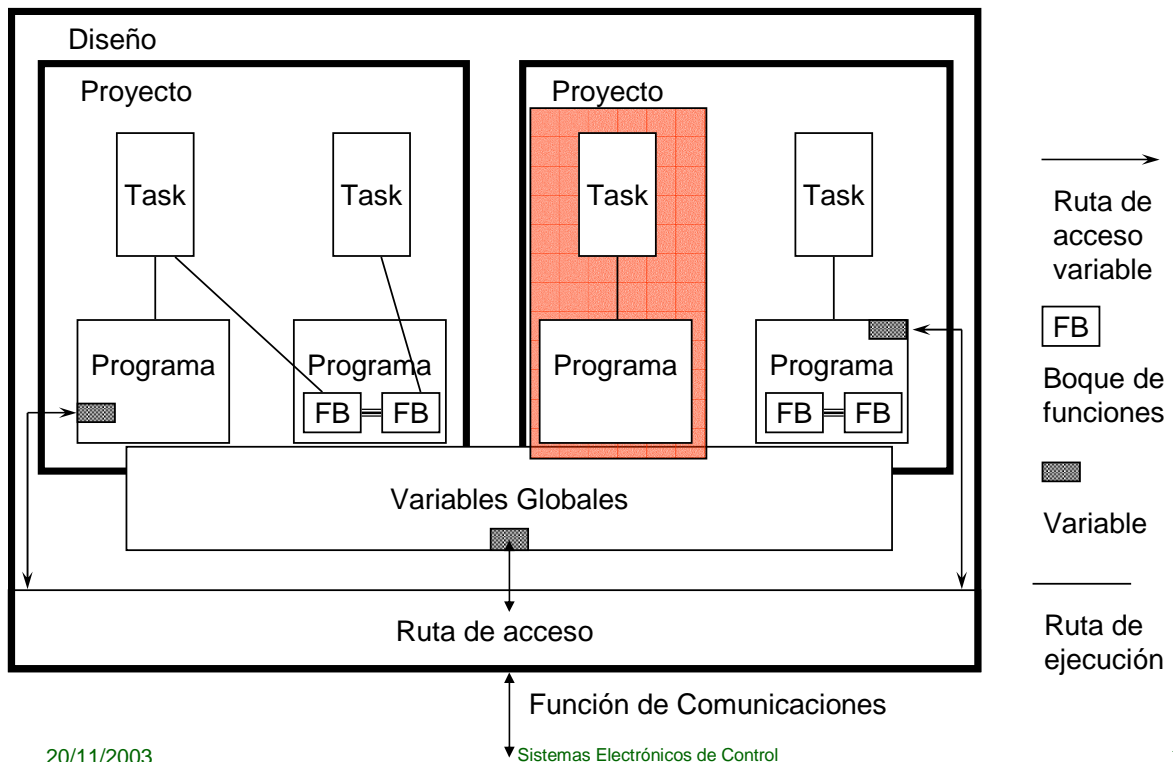 Diseño
Proyecto
Proyecto
Task
Task
Task
Task
Programa
Programa
FB
FB
Programa
Programa
FB
FB
Variables Globales
Ruta de acceso
Función de Comunicaciones
Ruta de
acceso
variable
FB
Boque de
funciones
Variable
Ruta de
ejecución
20/11/2003
Sistemas Electrónicos de Control